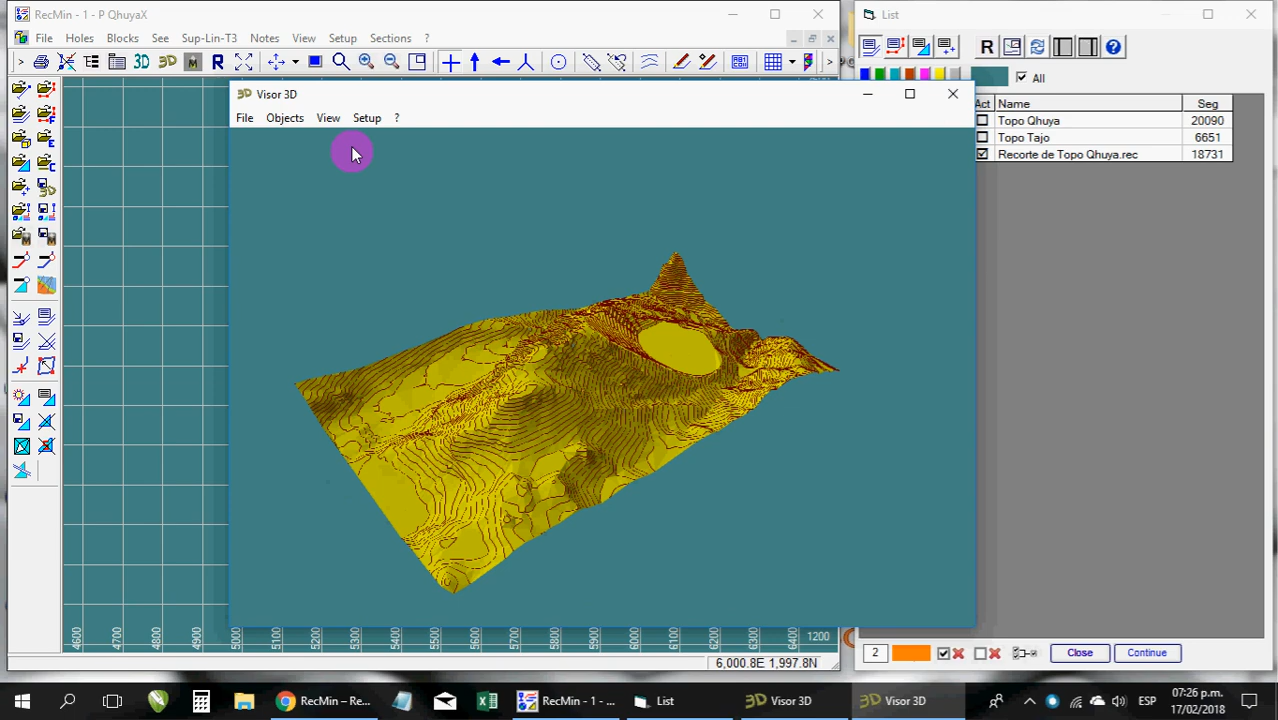 RecMin - 1 - P QhuyaX
File Holes Blocks See Sup-Lin-T3 Notes View Setup Sections ?
3D 3D M R
Visor 3D
File Objects View Setup ?
List
R
All
Act Name Seg
Topo Qhuya 20090
Topo Tajo 6651
Recorte de Topo Qhuya.rec 18731
4600 4700 4800 4900 5000 5100 5200 5300 5400 5500 5600 5700 5800 5900 6000 6100 6200 6300 6400 1200
6,000.8E 1,997.8N
2 Close Continue
RecMin – Re...
RecMin - 1 - ...
List
3D Visor 3D
3D Visor 3D
ESP
07:26 p.m.
17/02/2018